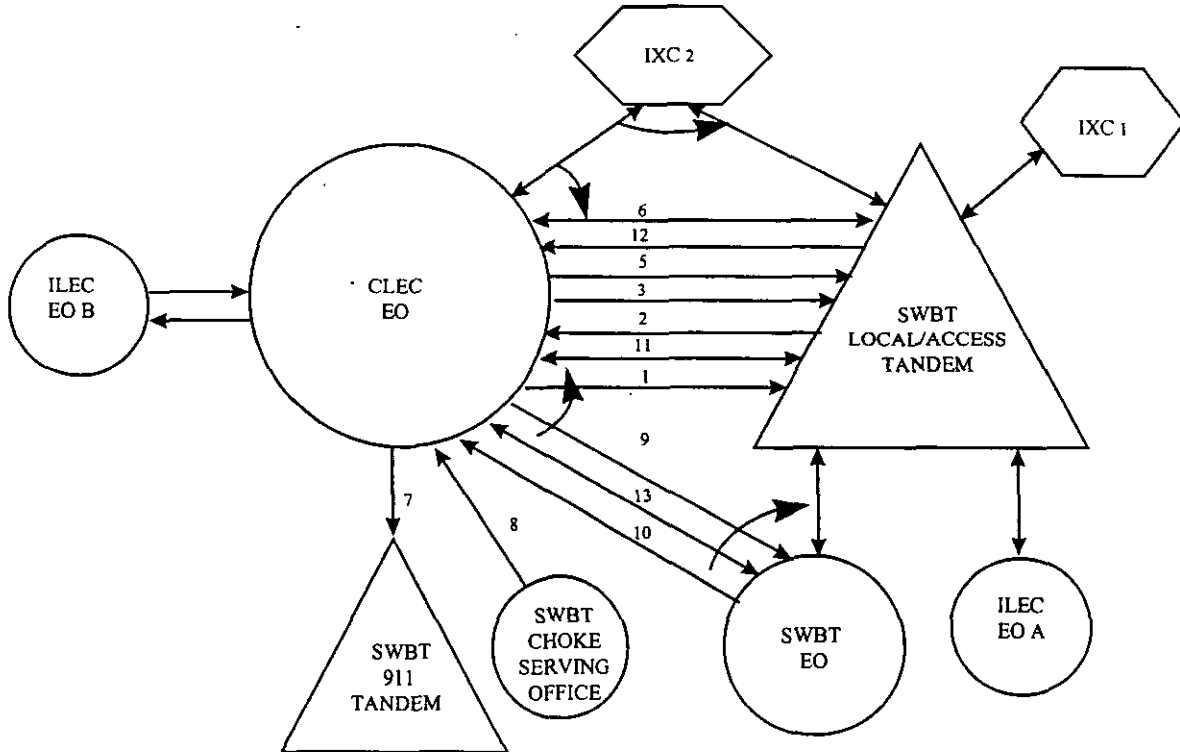 IXC 2
IXC 1
6
12
5
3
2
11
1
ILEC
EO B
CLEC
EO
SWBT
LOCAL/ACCESS
TANDEM
9
13
10
7
8
SWBT
911
TANDEM
SWBT
CHOKE
SERVING
OFFICE
SWBT
EO
ILEC
EO A